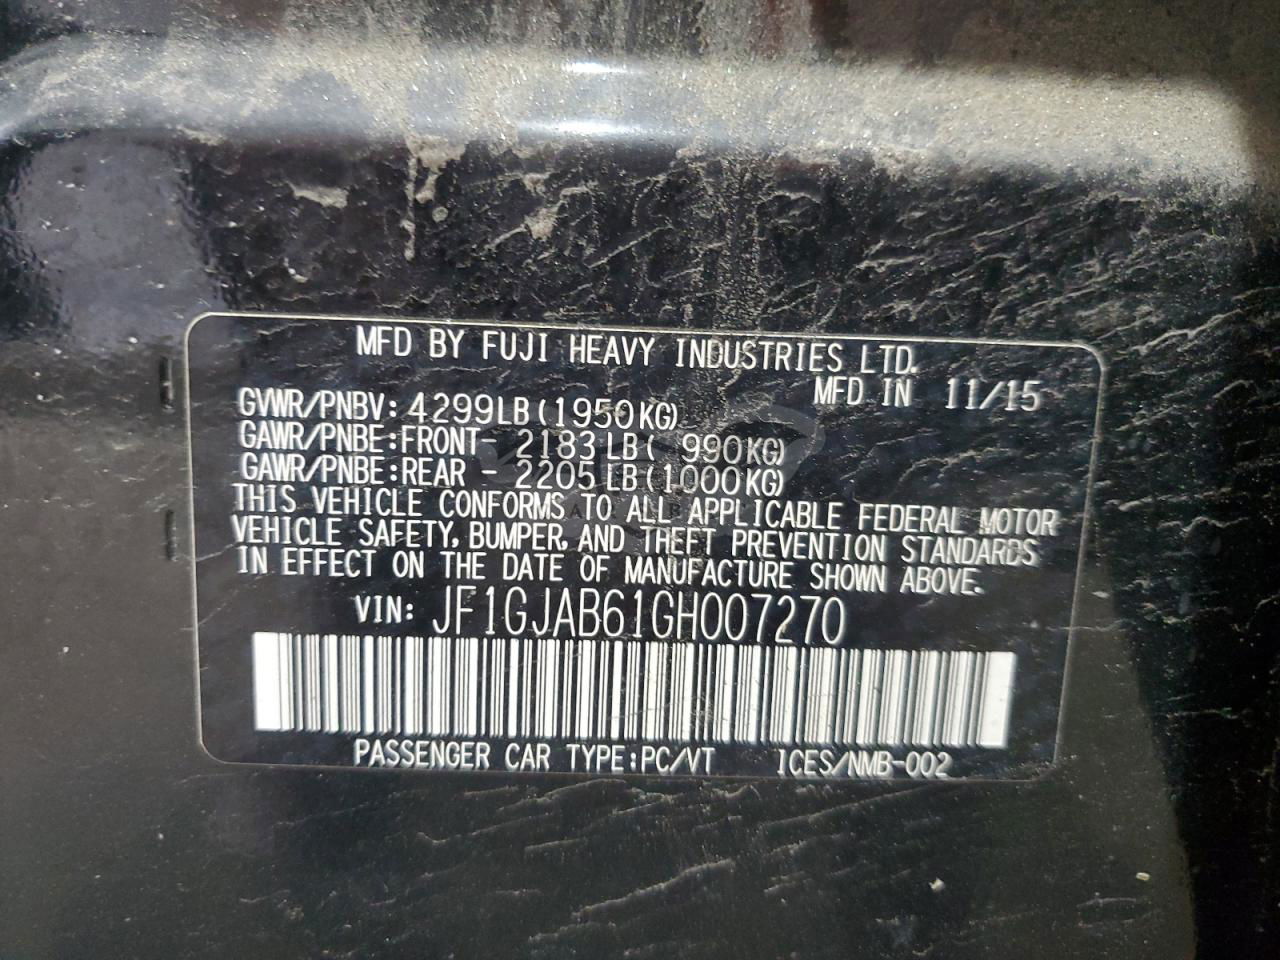 MFD BY FUJI HEAVY INDUSTRIES LTD.
MFD IN 11/15
GVWR/PNBV: 4299LB(1950KG)
GAWR/PNBE:FRONT- 2183LB( 990KG)
GAWR/PNBE:REAR - 2205LB(1000KG)
THIS VEHICLE CONFORMS TO ALL APPLICABLE FEDERAL MOTOR
VEHICLE SAFETY, BUMPER, AND THEFT PREVENTION STANDARDS
IN EFFECT ON THE DATE OF MANUFACTURE SHOWN ABOVE.
VIN: JF1GJAB61GH007270
PASSENGER CAR TYPE:PC/VT ICES/NMB-002